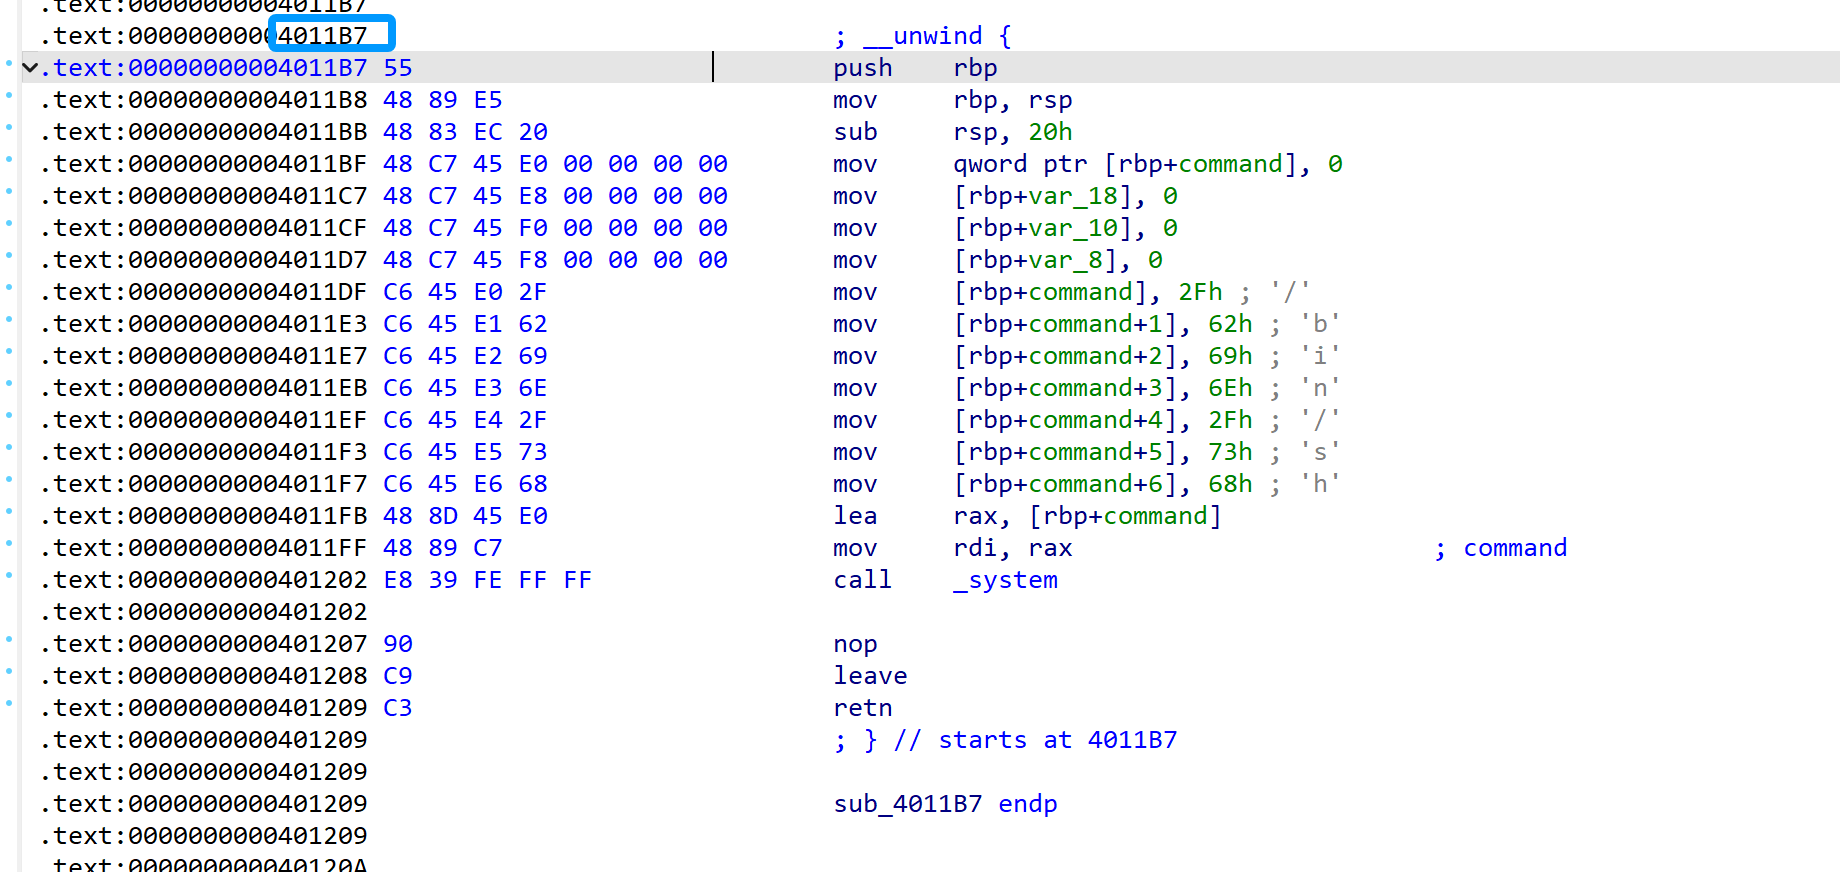 .text:00000000004011B7
.text:00000000004011B7 ; __unwind {
.text:00000000004011B7 55 push rbp
.text:00000000004011B8 48 89 E5 mov rbp, rsp
.text:00000000004011BB 48 83 EC 20 sub rsp, 20h
.text:00000000004011BF 48 C7 45 E0 00 00 00 00 mov qword ptr [rbp+command], 0
.text:00000000004011C7 48 C7 45 E8 00 00 00 00 mov [rbp+var_18], 0
.text:00000000004011CF 48 C7 45 F0 00 00 00 00 mov [rbp+var_10], 0
.text:00000000004011D7 48 C7 45 F8 00 00 00 00 mov [rbp+var_8], 0
.text:00000000004011DF C6 45 E0 2F mov [rbp+command], 2Fh ; '/'
.text:00000000004011E3 C6 45 E1 62 mov [rbp+command+1], 62h ; 'b'
.text:00000000004011E7 C6 45 E2 69 mov [rbp+command+2], 69h ; 'i'
.text:00000000004011EB C6 45 E3 6E mov [rbp+command+3], 6Eh ; 'n'
.text:00000000004011EF C6 45 E4 2F mov [rbp+command+4], 2Fh ; '/'
.text:00000000004011F3 C6 45 E5 73 mov [rbp+command+5], 73h ; 's'
.text:00000000004011F7 C6 45 E6 68 mov [rbp+command+6], 68h ; 'h'
.text:00000000004011FB 48 8D 45 E0 lea rax, [rbp+command]
.text:00000000004011FF 48 89 C7 mov rdi, rax ; command
.text:0000000000401202 E8 39 FE FF FF call _system
.text:0000000000401202
.text:0000000000401207 90 nop
.text:0000000000401208 C9 leave
.text:0000000000401209 C3 retn
.text:0000000000401209 ; } // starts at 4011B7
.text:0000000000401209
.text:0000000000401209 sub_4011B7 endp
.text:0000000000401209
.text:000000000040120A